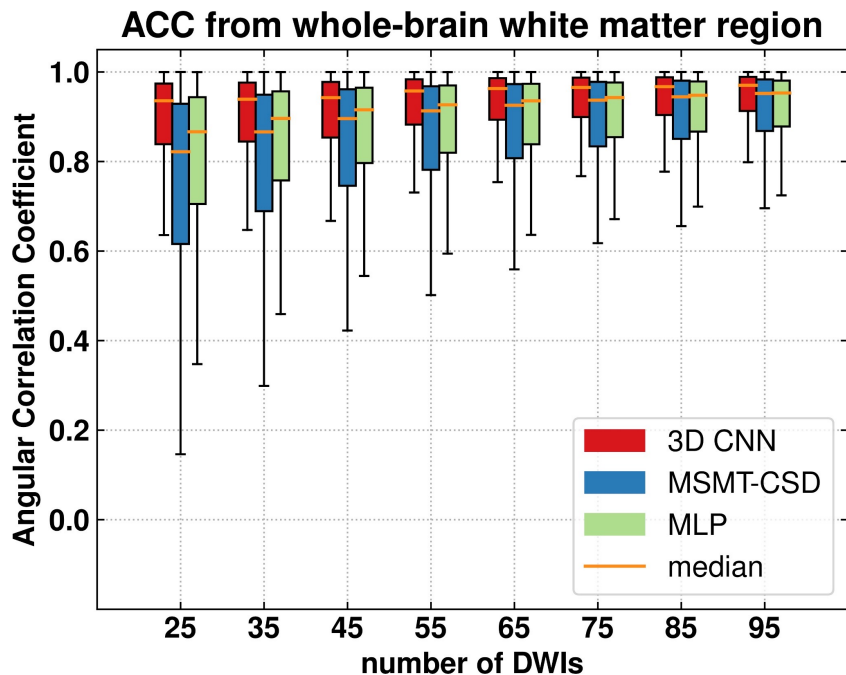 ACC from whole-brain white matter region
Angular Correlation Coefficient
1.0
0.8
0.6
0.4
0.2
0.0
3D CNN
MSMT-CSD
MLP
median
25 35 45 55 65 75 85 95
number of DWIs